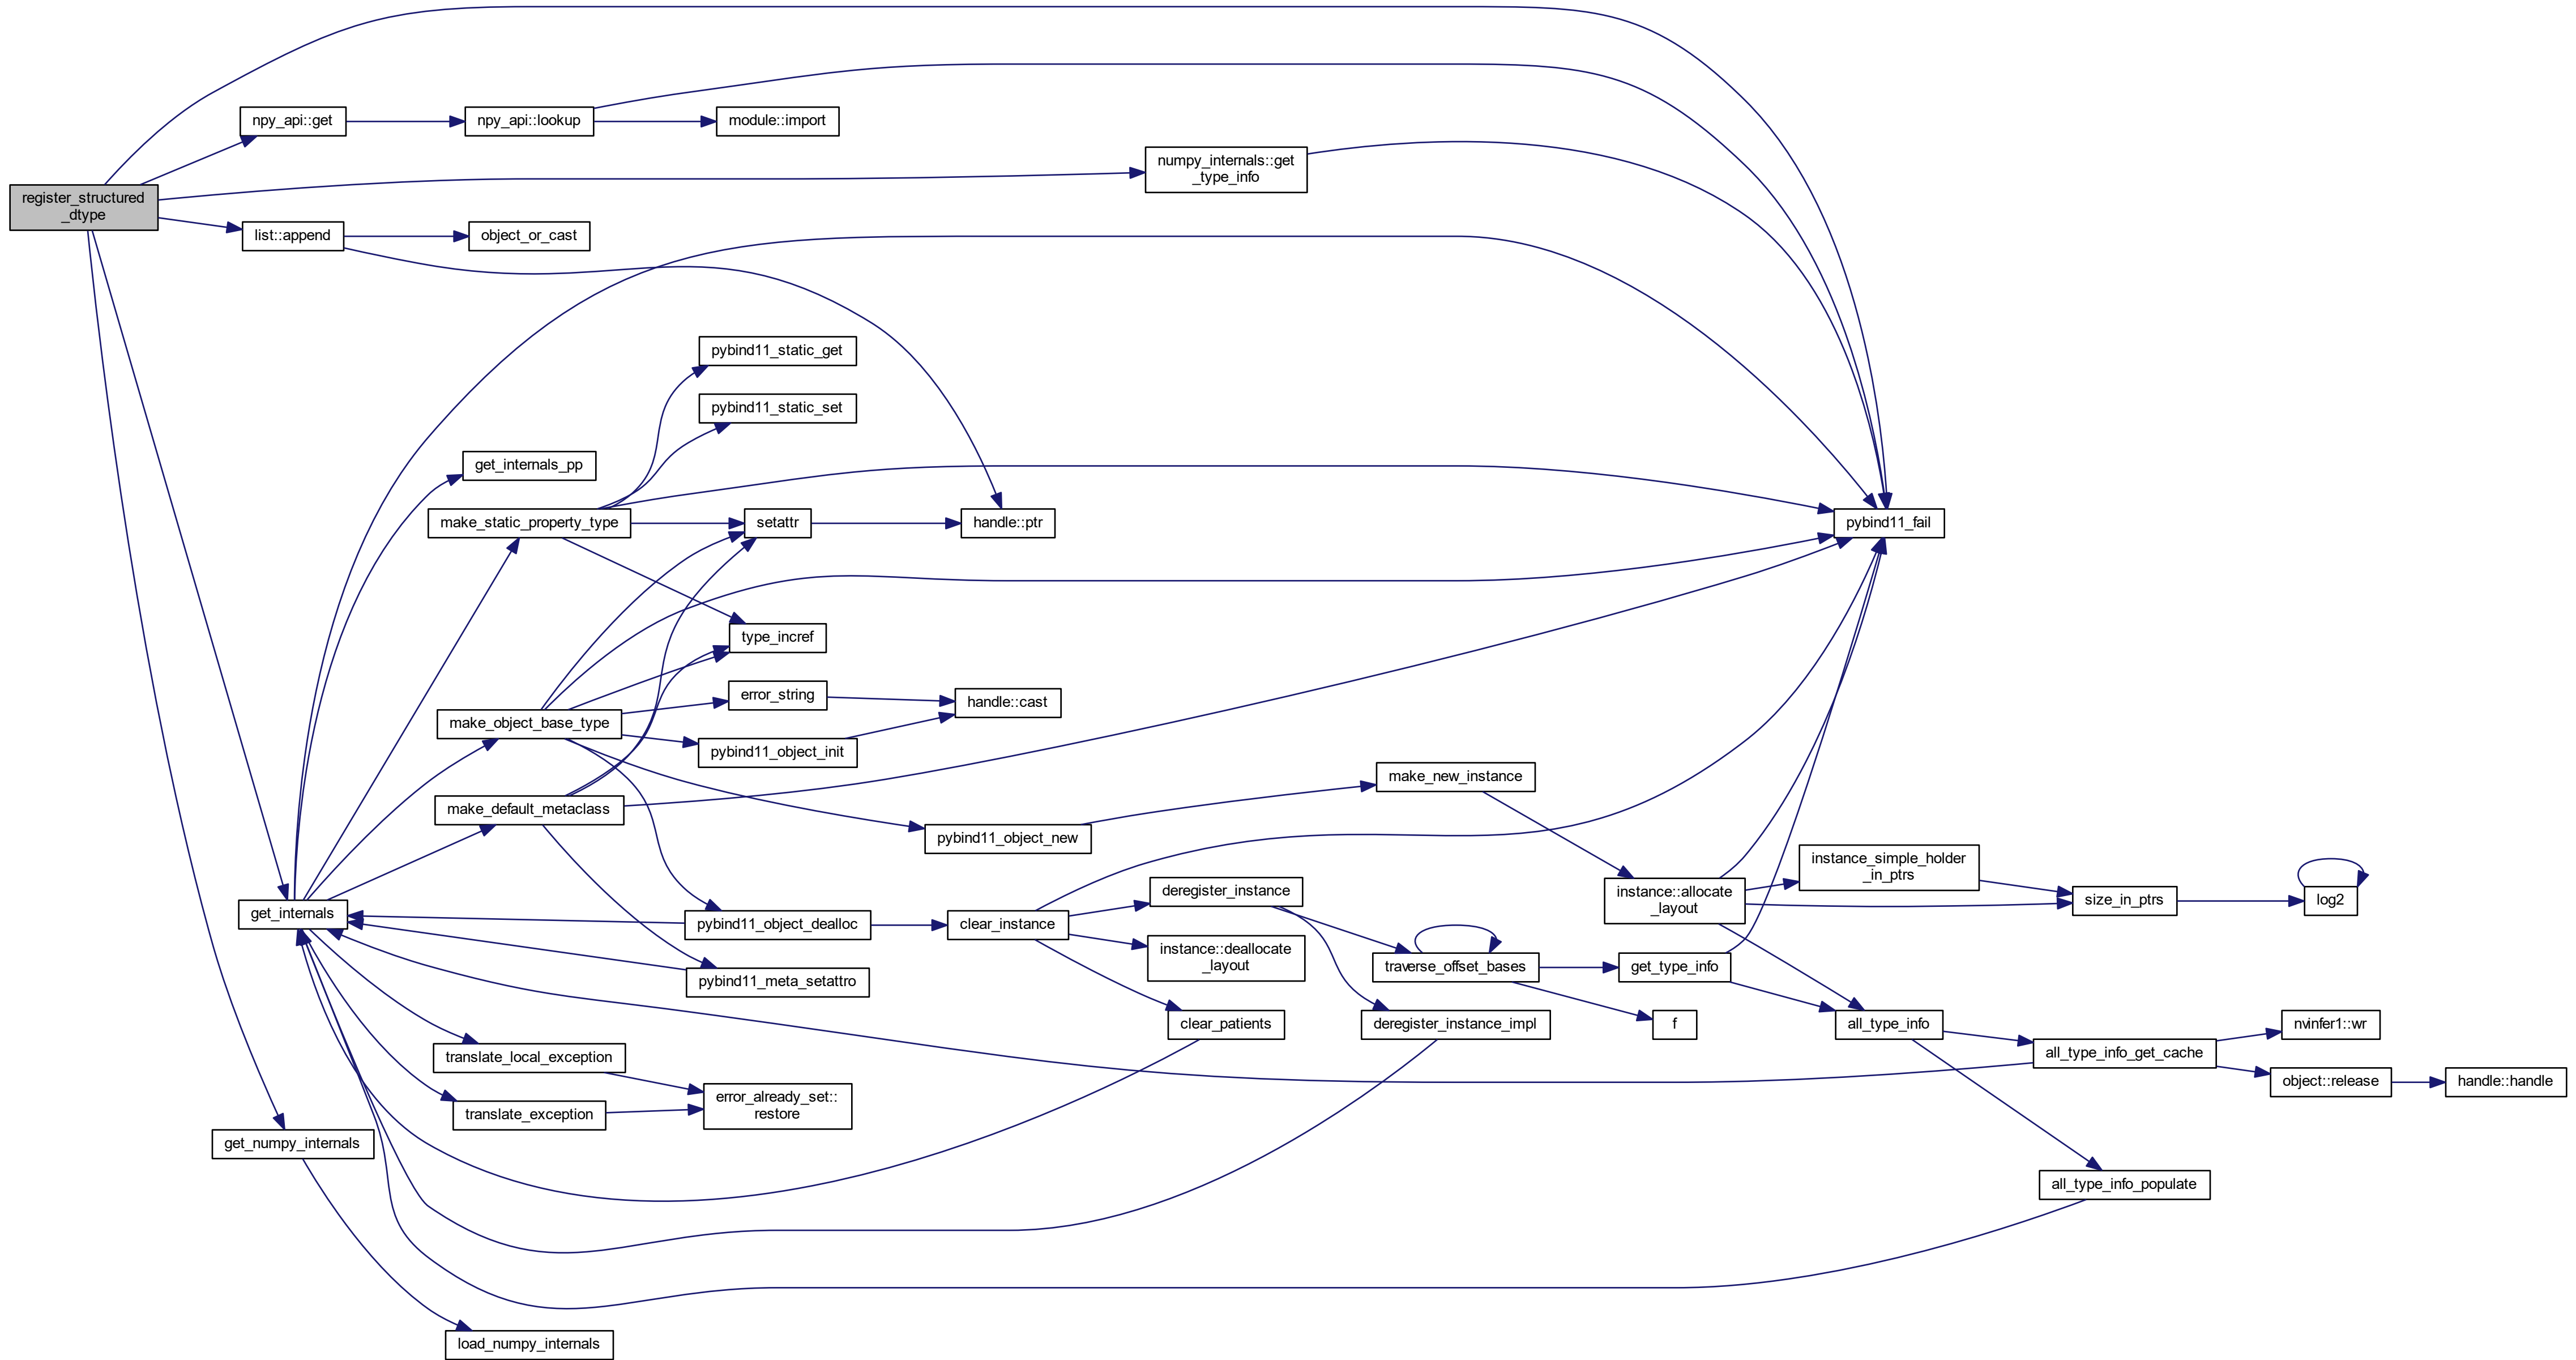 register_structured
_dtype
npy_api::get
npy_api::lookup
module::import
numpy_internals::get
_type_info
list::append
object_or_cast
pybind11_static_get
pybind11_static_set
get_internals_pp
make_static_property_type
setattr
handle::ptr
pybind11_fail
type_incref
error_string
handle::cast
make_object_base_type
pybind11_object_init
make_new_instance
make_default_metaclass
pybind11_object_new
instance_simple_holder
_in_ptrs
instance::allocate
_layout
size_in_ptrs
log2
deregister_instance
get_internals
pybind11_object_dealloc
clear_instance
instance::deallocate
_layout
traverse_offset_bases
get_type_info
pybind11_meta_setattro
clear_patients
deregister_instance_impl
f
all_type_info
nvinfer1::wr
translate_local_exception
all_type_info_get_cache
object::release
handle::handle
error_already_set::
restore
translate_exception
get_numpy_internals
all_type_info_populate
load_numpy_internals